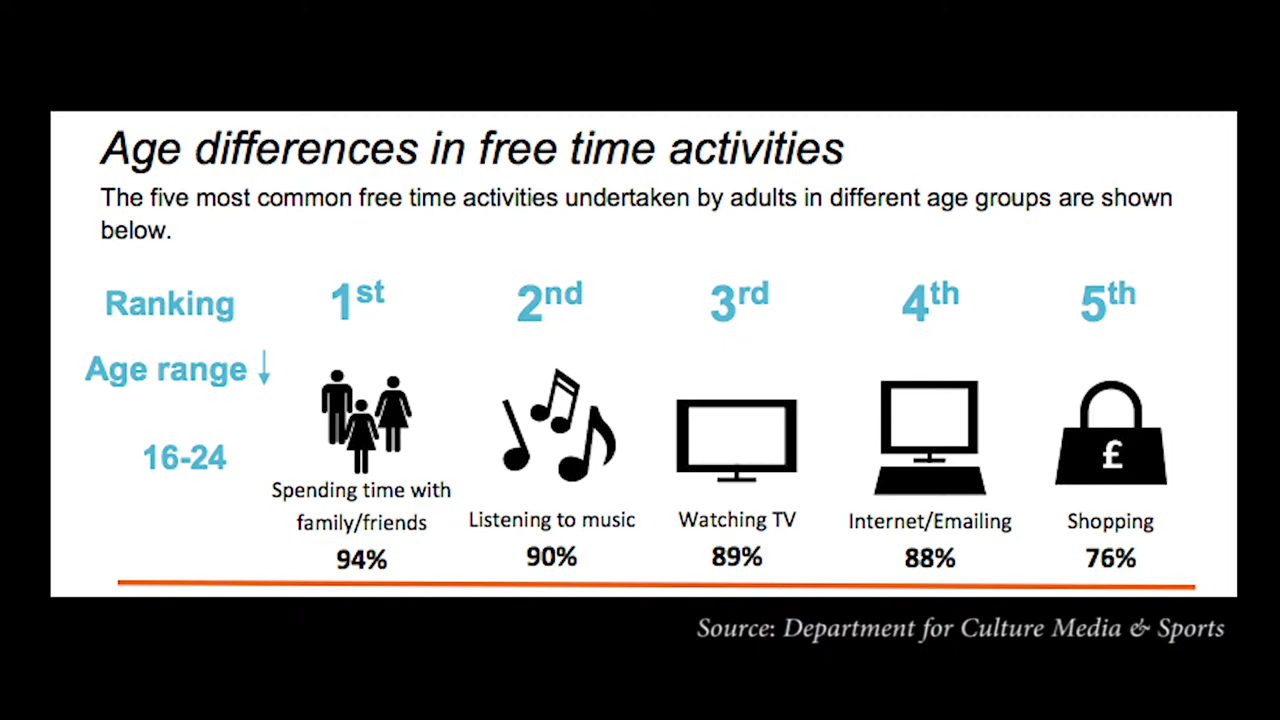 Age differences in free time activities
The five most common free time activities undertaken by adults in different age groups are shown
below.
Ranking 1st 2nd 3rd 4th 5th
Age range ↓
16-24
£
Spending time with
family/friends
94%
Listening to music
90%
Watching TV
89%
Internet/Emailing
88%
Shopping
76%
Source: Department for Culture Media & Sports